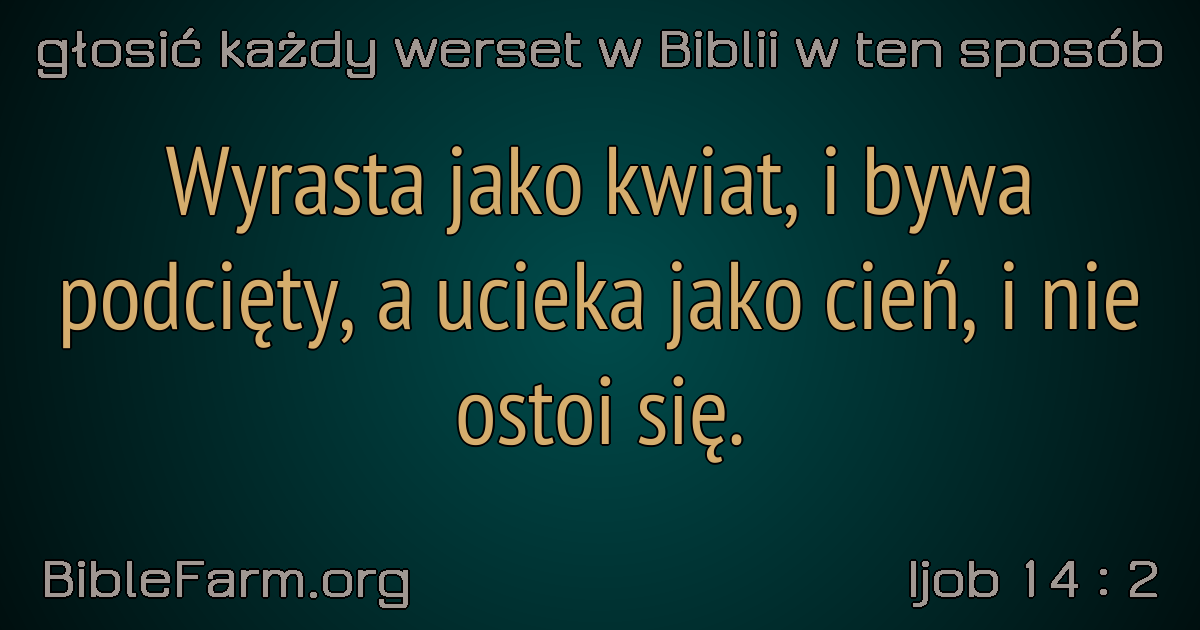 głosić każdy werset w Biblii w ten sposób
Wyrasta jako kwiat, i bywa
podcięty, a ucieka jako cień, i nie
ostoi się.
BibleFarm.org
Ijob 14 : 2